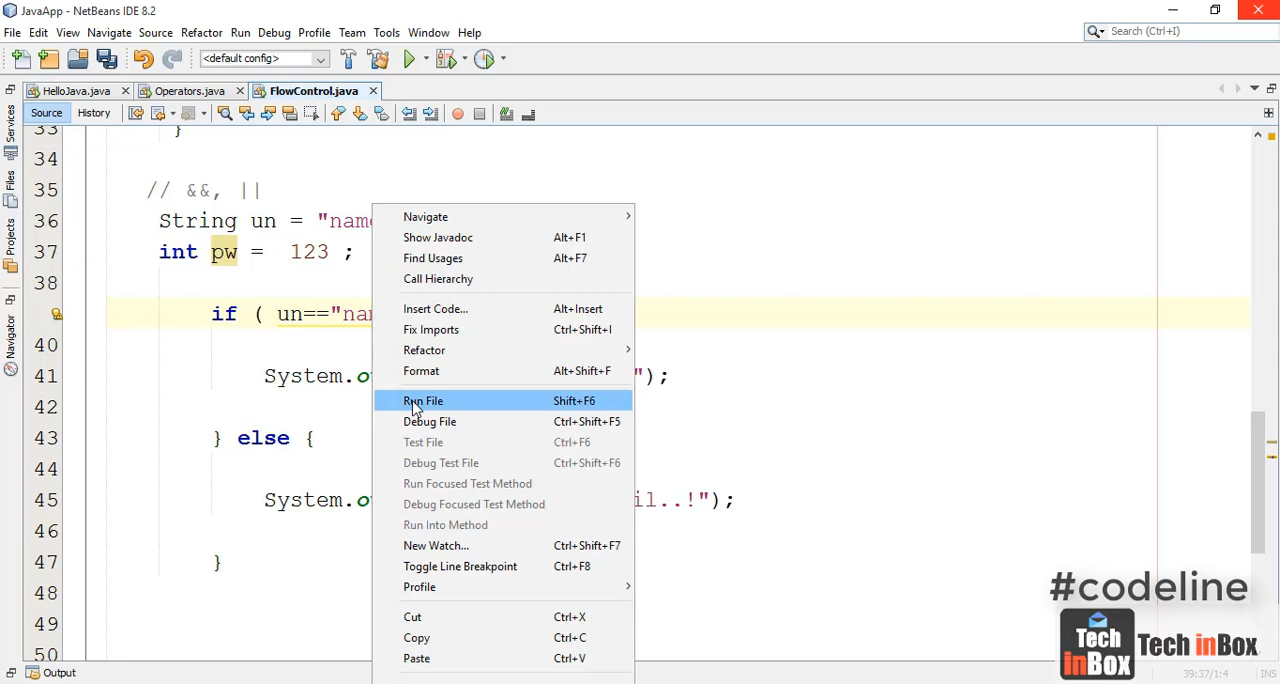 JavaApp - NetBeans IDE 8.2
File Edit View Navigate Source Refactor Run Debug Profile Team Tools Window Help
Search (Ctrl+I)
<default config>
HelloJava.java Operators.java FlowControl.java
Source History
Services
Files
Projects
Navigator
33 }
34
35 // &&, ||
36 String un = "name
37 int pw = 123 ;
38
if ( un=="nam
40
41 System.o ");
42
43 } else {
44
45 System.o il..!");
46
47 }
48
49
50
Navigate
Show Javadoc Alt+F1
Find Usages Alt+F7
Call Hierarchy
Insert Code... Alt+Insert
Fix Imports Ctrl+Shift+I
Refactor
Format Alt+Shift+F
Run File Shift+F6
Debug File Ctrl+Shift+F5
Test File Ctrl+F6
Debug Test File Ctrl+Shift+F6
Run Focused Test Method
Debug Focused Test Method
Run Into Method
New Watch... Ctrl+Shift+F7
Toggle Line Breakpoint Ctrl+F8
Profile
Cut Ctrl+X
Copy Ctrl+C
Paste Ctrl+V
#codeline
Tech
inBox
Tech inBox
Output
39:37/1:4 INS